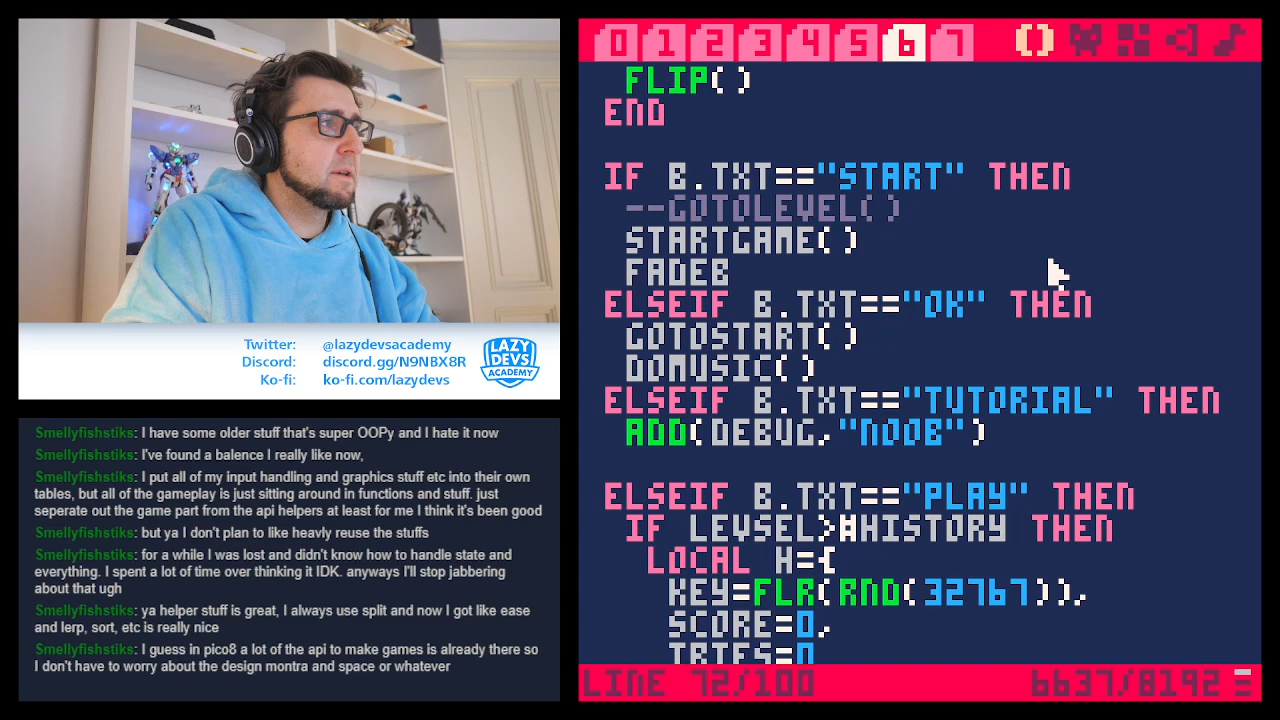 Twitter: @lazydevsacademy
Discord: discord.gg/N9NBX8R
Ko-fi: ko-fi.com/lazydevs
LAZY
DEVS
ACADEMY
Smellyfishstiks: I have some older stuff that's super OOPy and I hate it now
Smellyfishstiks: I've found a balence I really like now,
Smellyfishstiks: I put all of my input handling and graphics stuff etc into their own
tables, but all of the gameplay is just sitting around in functions and stuff. just
seperate out the game part from the api helpers at least for me I think it's been good
Smellyfishstiks: but ya I don't plan to like heavly reuse the stuffs
Smellyfishstiks: for a while I was lost and didn't know how to handle state and
everything. I spent a lot of time over thinking it IDK. anyways I'll stop jabbering
about that ugh
Smellyfishstiks: ya helper stuff is great, I always use split and now I got like ease
and lerp, sort, etc is really nice
Smellyfishstiks: I guess in pico8 a lot of the api to make games is already there so
I don't have to worry about the design montra and space or whatever
0 1 2 3 4 5 6 7 ()
FLIP()
END
IF B.TXT=="START" THEN
--GOTOLEVEL()
STARTGAME()
FADEB
ELSEIF B.TXT=="OK" THEN
GOTOSTART()
DOMUSIC()
ELSEIF B.TXT=="TUTORIAL" THEN
ADD(DEBUG,"NOOB")
ELSEIF B.TXT=="PLAY" THEN
IF LEVSEL>#HISTORY THEN
LOCAL H={
KEY=FLR(RND(32767)),
SCORE=0,
TRIES=0
LINE 72/100 6637/8192